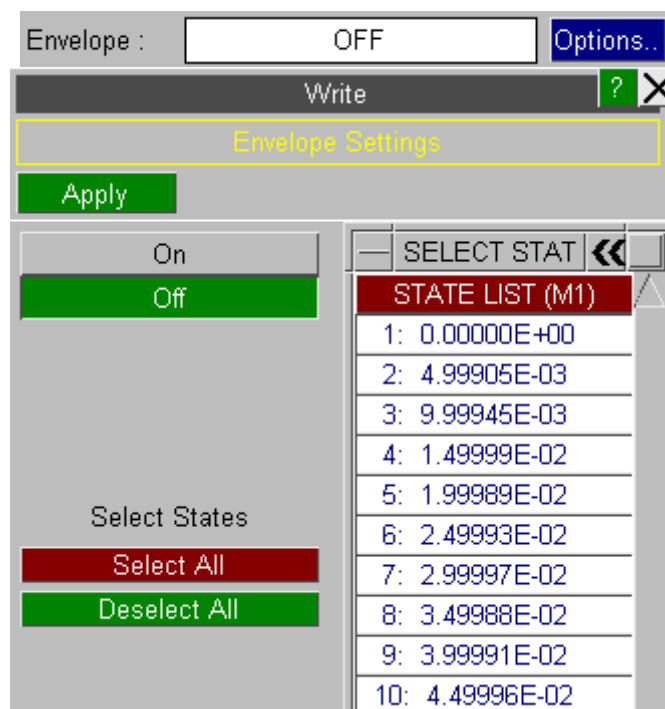 Envelope : OFF Options..
Write ?
Envelope Settings
Apply
On
Off
Select States
Select All
Deselect All
SELECT STAT
STATE LIST (M1)
1: 0.00000E+00
2: 4.99905E-03
3: 9.99945E-03
4: 1.49999E-02
5: 1.99989E-02
6: 2.49993E-02
7: 2.99997E-02
8: 3.49988E-02
9: 3.99991E-02
10: 4.49996E-02